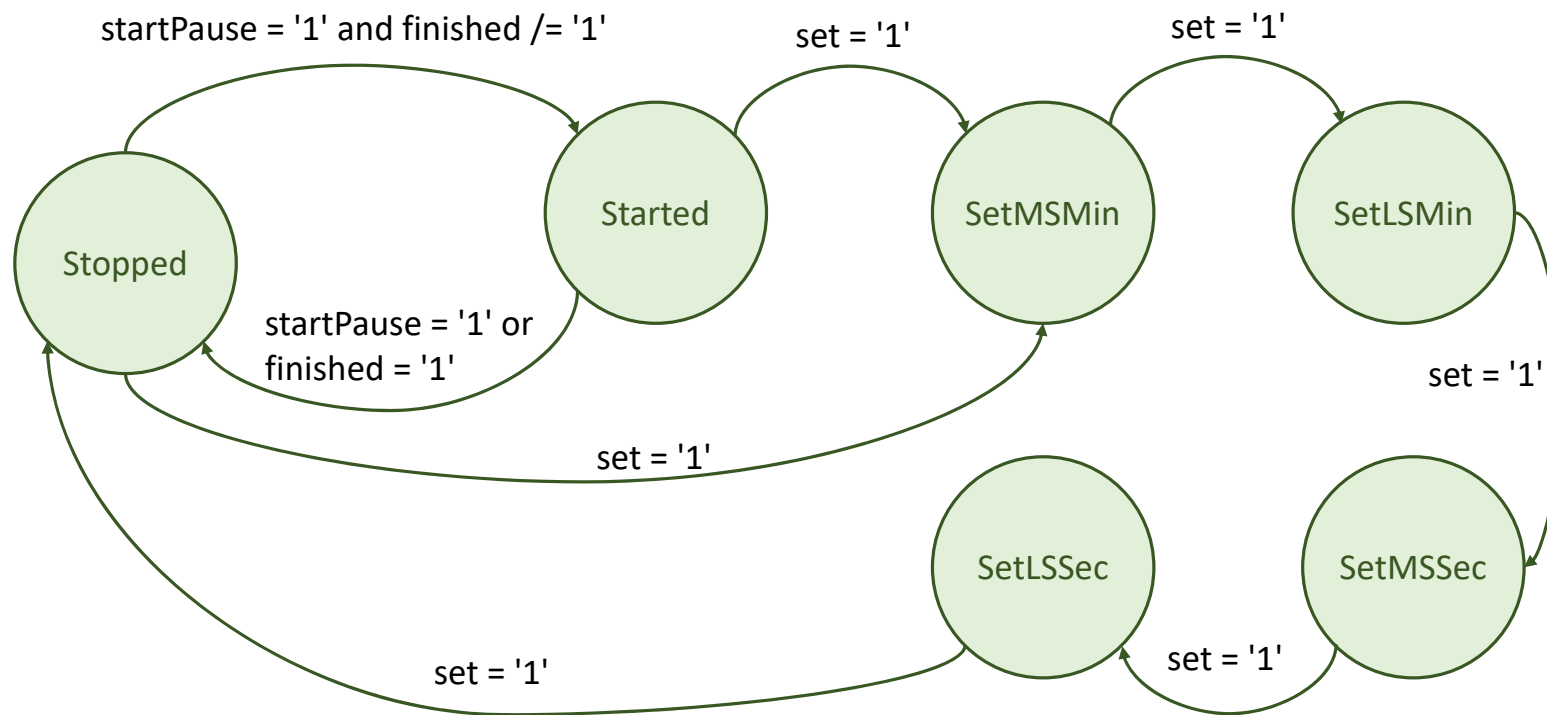 startPause = '1' and finished /= '1'
set = '1'
set = '1'
Stopped
Started
SetMSMin
SetLSMin
startPause = '1' or
finished = '1'
set = '1'
set = '1'
SetLSSec
SetMSSec
set = '1'
set = '1'